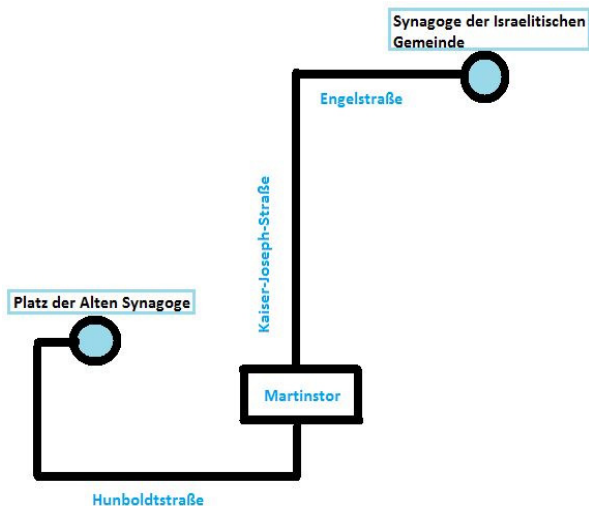 Synagoge der Israelitischen
Gemeinde
Engelstraße
Kaiser-Joseph-Straße
Platz der Alten Synagoge
Martinstor
Hunboldtstraße